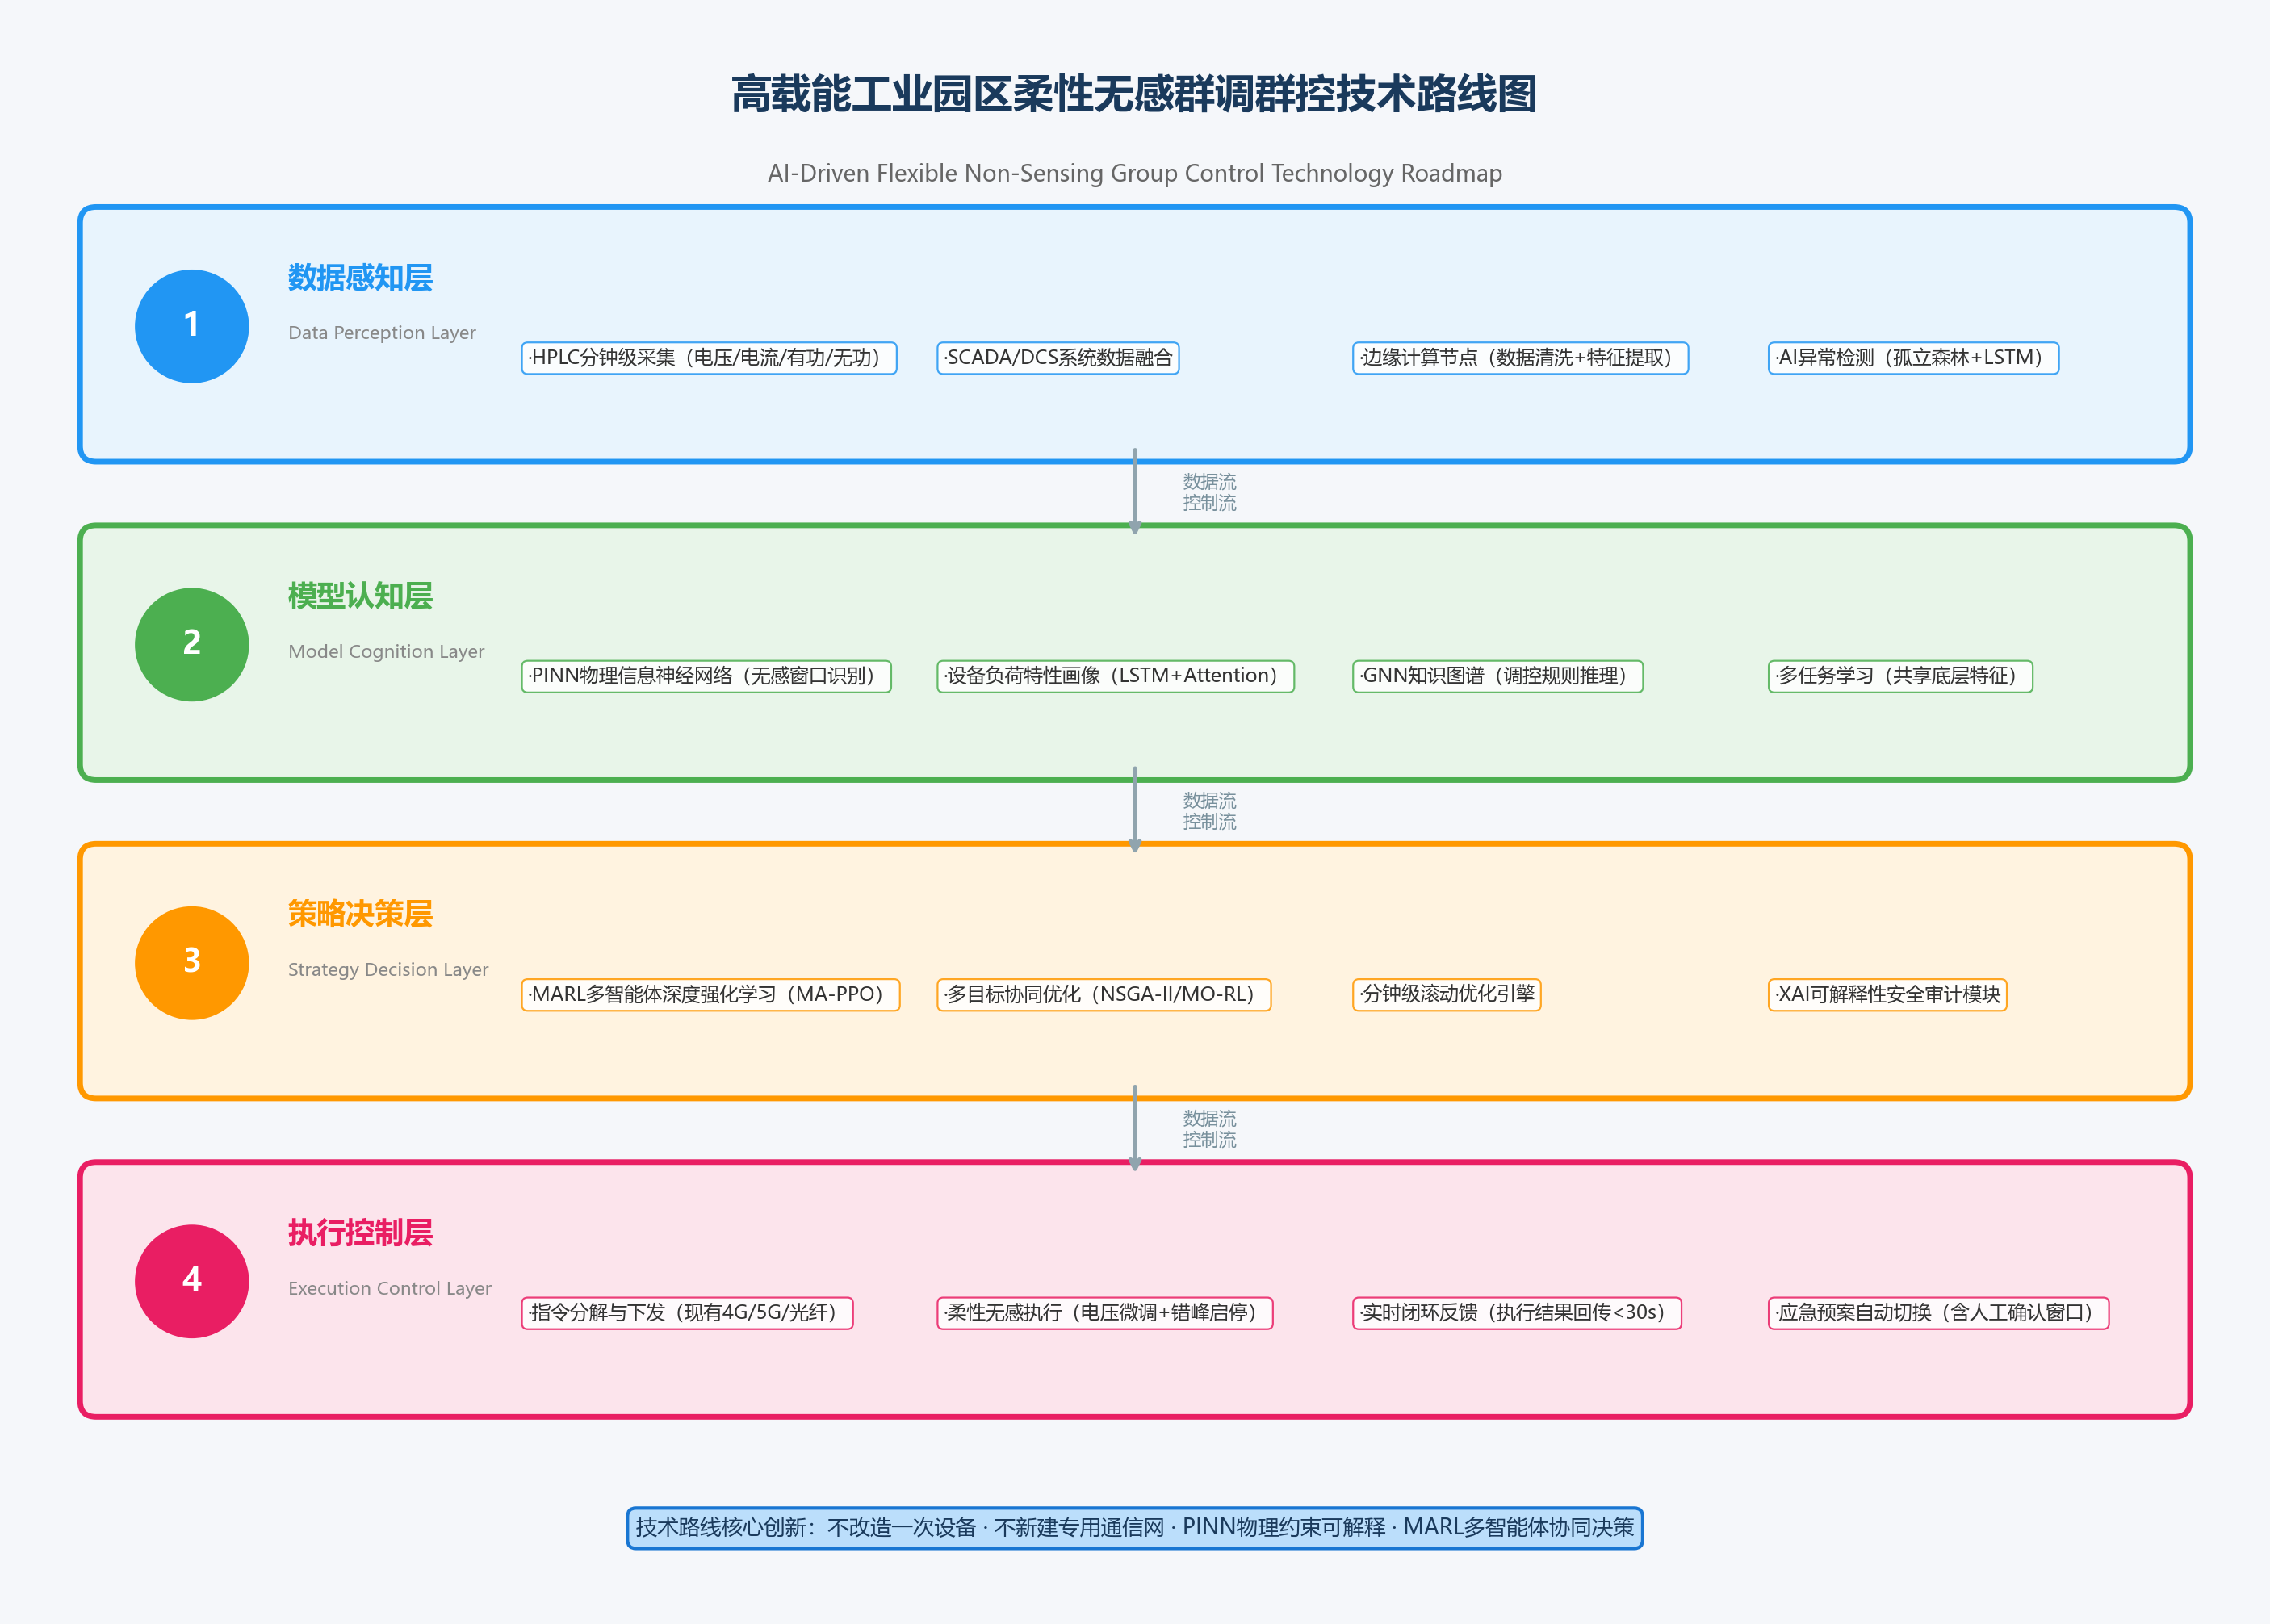 高载能工业园区柔性无感群调群控技术路线图
AI-Driven Flexible Non-Sensing Group Control Technology Roadmap
1
数据感知层
Data Perception Layer
·HPLC分钟级采集（电压/电流/有功/无功）
·SCADA/DCS系统数据融合
·边缘计算节点（数据清洗+特征提取）
·AI异常检测（孤立森林+LSTM）
数据流
控制流
2
模型认知层
Model Cognition Layer
·PINN物理信息神经网络（无感窗口识别）
·设备负荷特性画像（LSTM+Attention）
·GNN知识图谱（调控规则推理）
·多任务学习（共享底层特征）
数据流
控制流
3
策略决策层
Strategy Decision Layer
·MARL多智能体深度强化学习（MA-PPO）
·多目标协同优化（NSGA-II/MO-RL）
·分钟级滚动优化引擎
·XAI可解释性安全审计模块
数据流
控制流
4
执行控制层
Execution Control Layer
·指令分解与下发（现有4G/5G/光纤）
·柔性无感执行（电压微调+错峰启停）
·实时闭环反馈（执行结果回传<30s）
·应急预案自动切换（含人工确认窗口）
技术路线核心创新：不改造一次设备 · 不新建专用通信网 · PINN物理约束可解释 · MARL多智能体协同决策